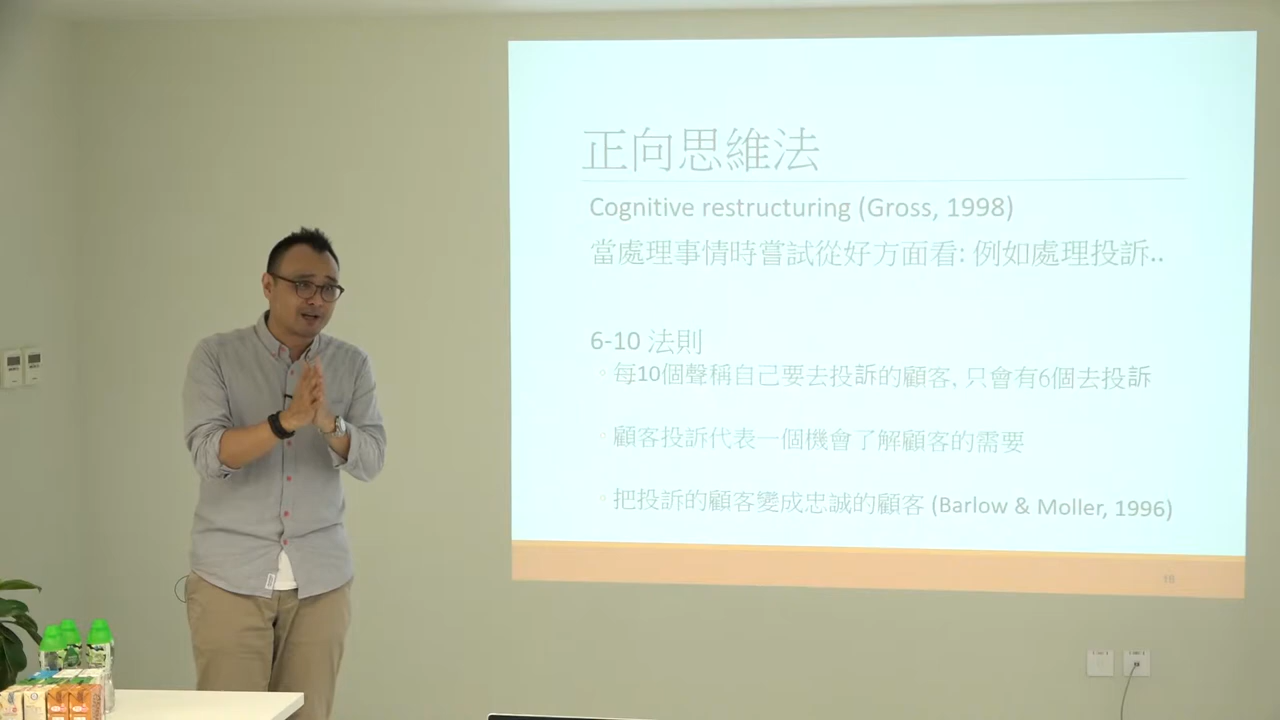 正向思維法
Cognitive restructuring (Gross, 1998)
當處理事情時嘗試從好方面看: 例如處理投訴..
6-10 法則
◦ 每10個聲稱自己要去投訴的顧客, 只會有6個去投訴
◦ 顧客投訴代表一個機會了解顧客的需要
◦ 把投訴的顧客變成忠誠的顧客 (Barlow & Moller, 1996)
18